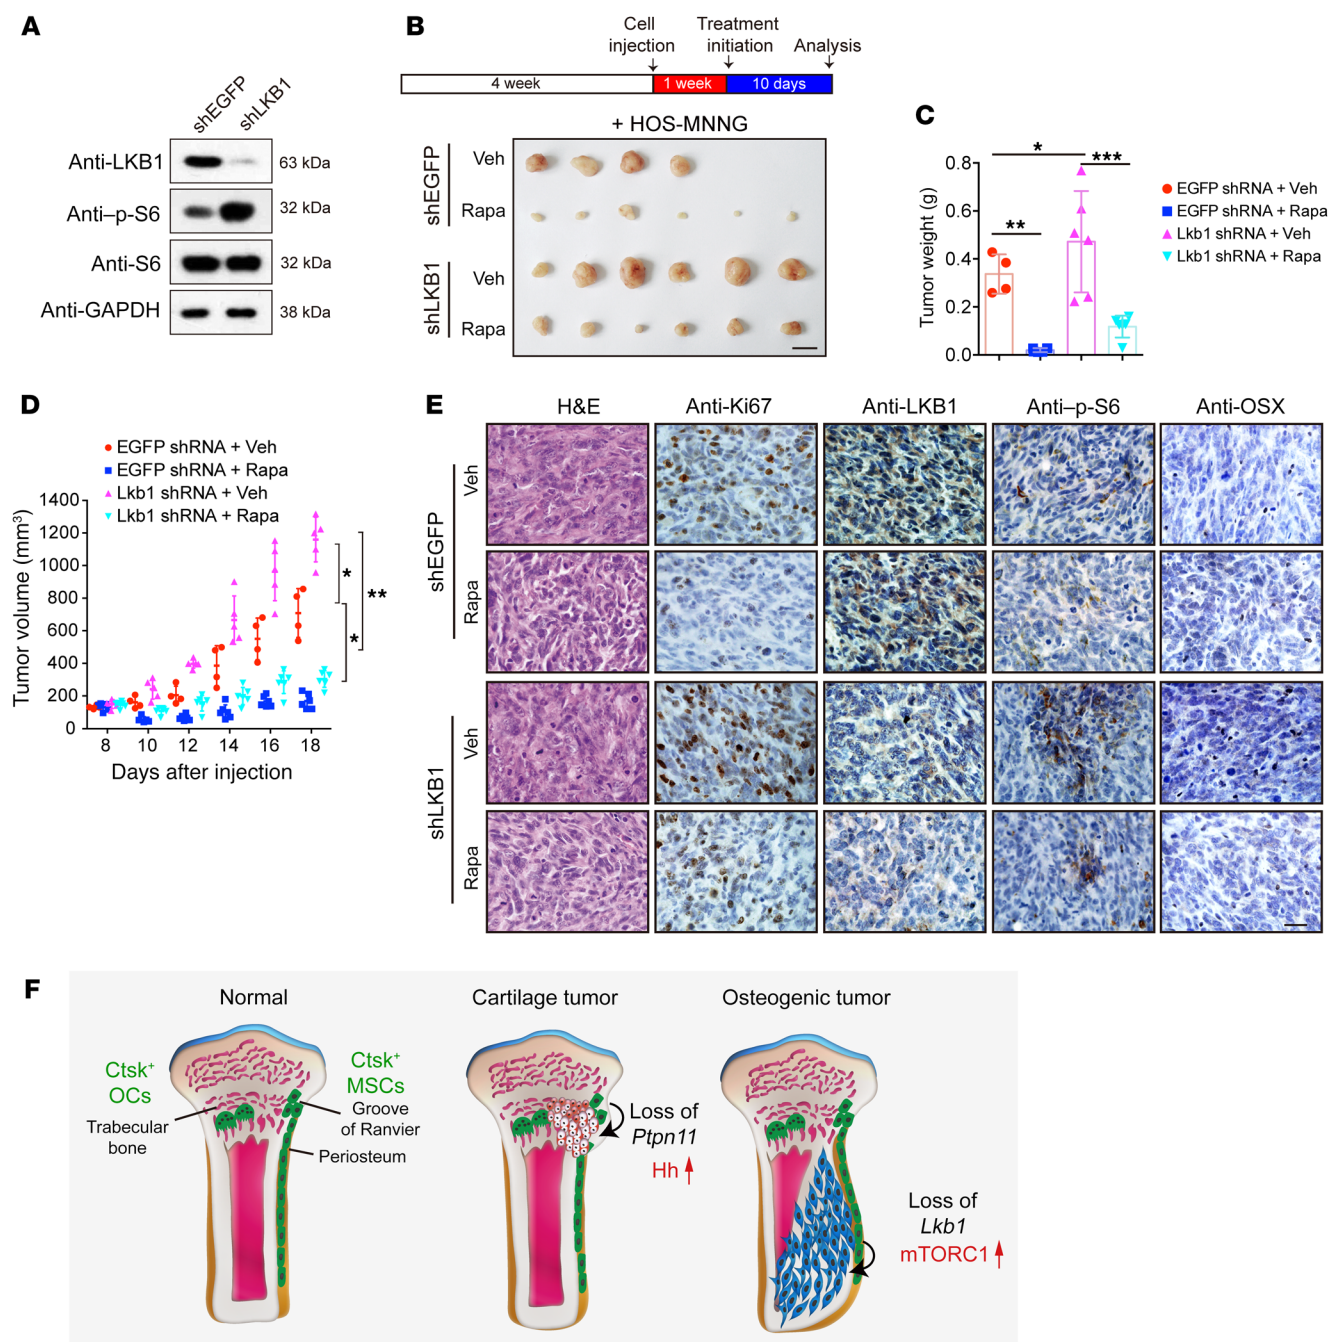 A
shEGFP
shLKB1
Anti-LKB1
63 kDa
Anti–p-S6
32 kDa
Anti-S6
32 kDa
Anti-GAPDH
38 kDa
B
Cell
injection
Treatment
initiation
Analysis
4 week
1 week
10 days
+ HOS-MNNG
shEGFP
Veh
Rapa
shLKB1
Veh
Rapa
C
Tumor weight (g)
0.8
0.6
0.4
0.2
0.0
*
***
**
EGFP shRNA + Veh
EGFP shRNA + Rapa
Lkb1 shRNA + Veh
Lkb1 shRNA + Rapa
D
EGFP shRNA + Veh
EGFP shRNA + Rapa
Lkb1 shRNA + Veh
Lkb1 shRNA + Rapa
Tumor volume (mm³)
1400
1200
1000
800
600
400
200
0
8 10 12 14 16 18
Days after injection
*
*
**
E
H&E
Anti-Ki67
Anti-LKB1
Anti–p-S6
Anti-OSX
shEGFP
Veh
Rapa
shLKB1
Veh
Rapa
F
Normal
Cartilage tumor
Osteogenic tumor
Ctsk⁺
OCs
Ctsk⁺
MSCs
Trabecular
bone
Groove
of Ranvier
Periosteum
Loss of
Ptpn11
Hh
Loss of
Lkb1
mTORC1